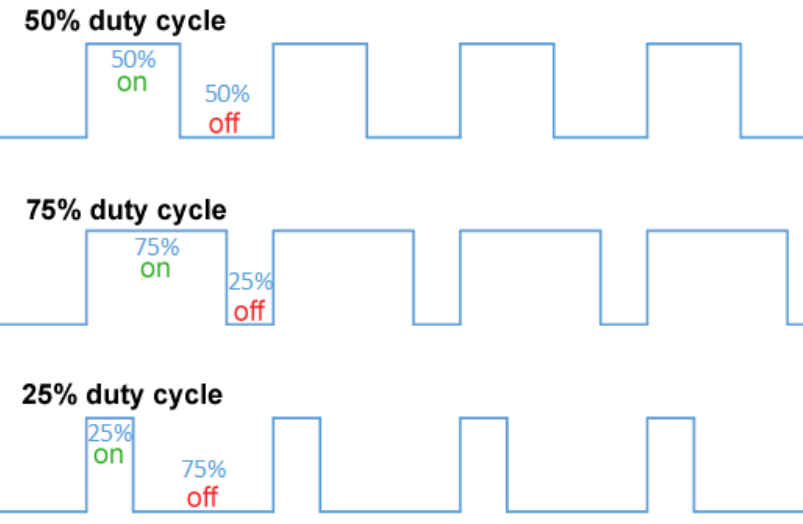 50% duty cycle
50%
on
50%
off
75% duty cycle
75%
on
25%
off
25% duty cycle
25%
on
75%
off